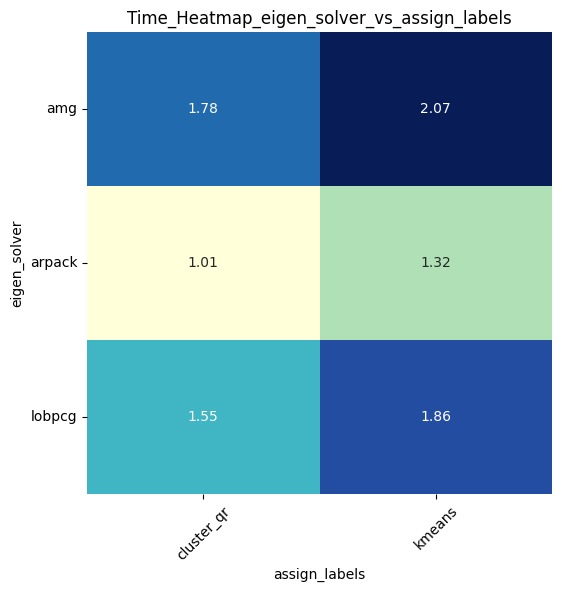 Time_Heatmap_eigen_solver_vs_assign_labels
amg
1.78
2.07
eigen_solver
arpack
1.01
1.32
lobpcg
1.55
1.86
cluster_qr
kmeans
assign_labels